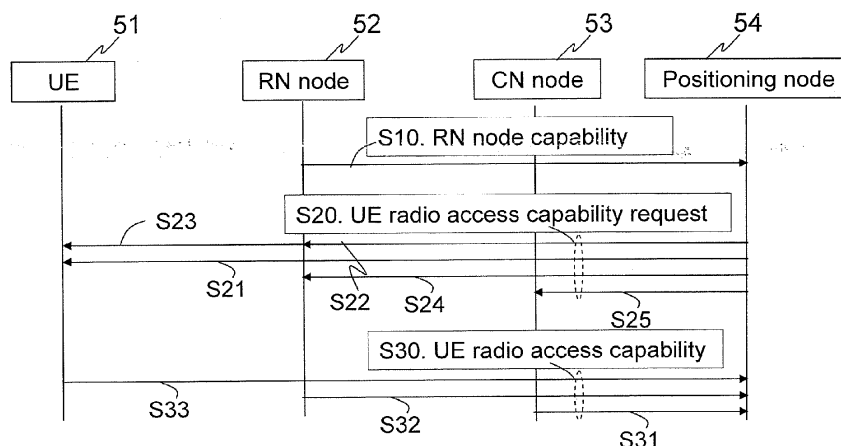 51
52
53
54
UE
RN node
CN node
Positioning node
S10. RN node capability
S20. UE radio access capability request
S23
S21
S22
S24
S25
S30. UE radio access capability
S33
S32
S31